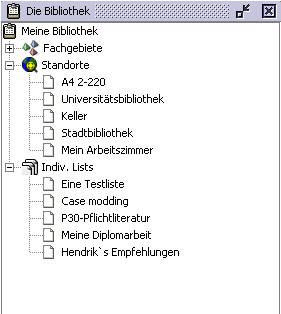 Die Bibliothek
Meine Bibliothek
Fachgebiete
Standorte
A4 2-220
Universitätsbibliothek
Keller
Stadtbibliothek
Mein Arbeitszimmer
Indiv. Lists
Eine Testliste
Case modding
P30-Pflichtliteratur
Meine Diplomarbeit
Hendrik`s Empfehlungen